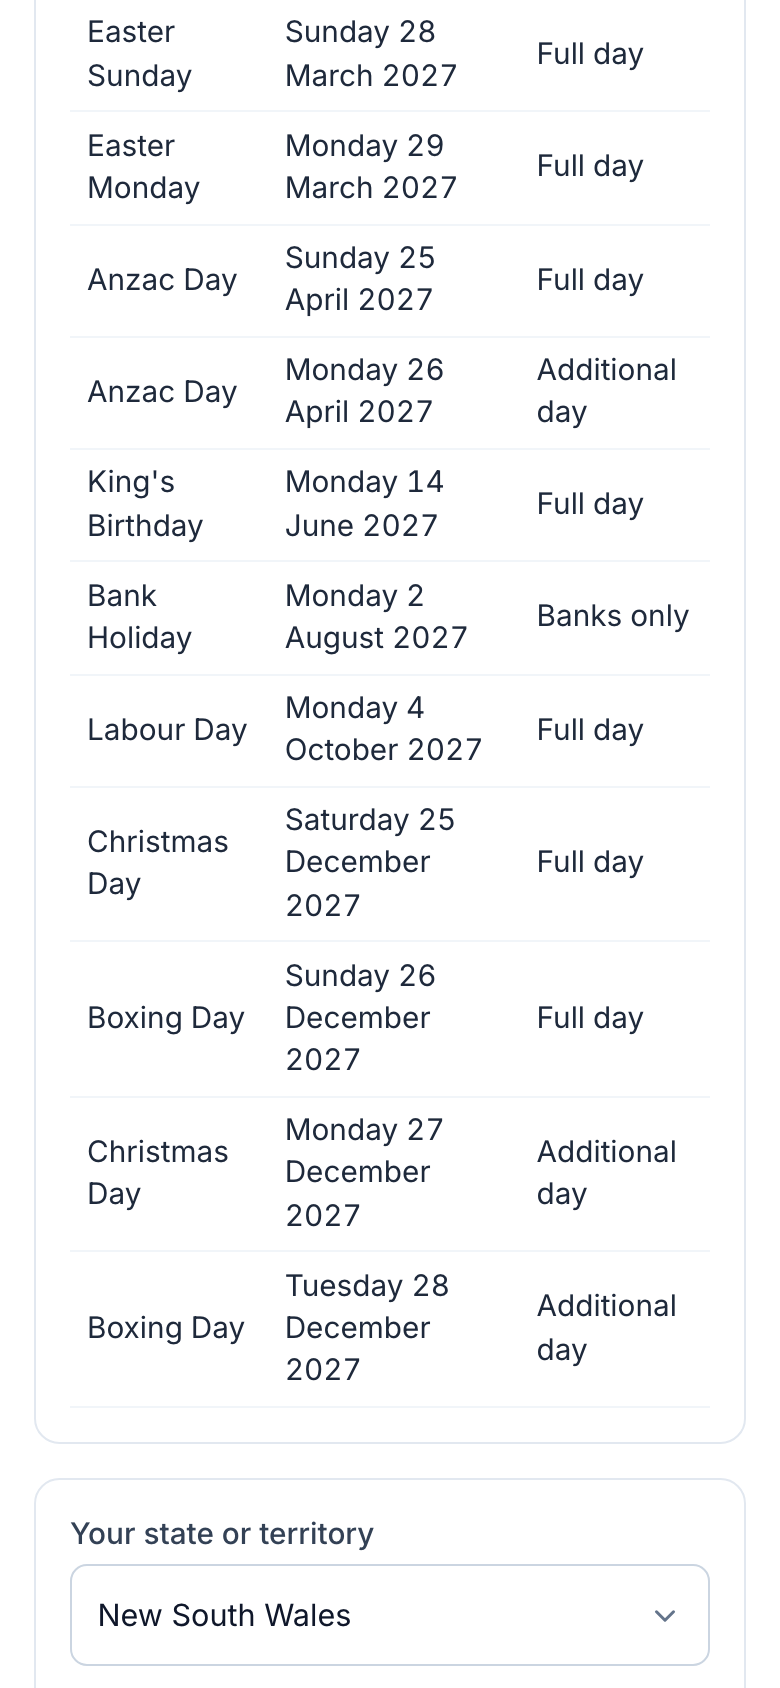 Easter Sunday Sunday 28 March 2027 Full day
Easter Monday Monday 29 March 2027 Full day
Anzac Day Sunday 25 April 2027 Full day
Anzac Day Monday 26 April 2027 Additional day
King's Birthday Monday 14 June 2027 Full day
Bank Holiday Monday 2 August 2027 Banks only
Labour Day Monday 4 October 2027 Full day
Christmas Day Saturday 25 December 2027 Full day
Boxing Day Sunday 26 December 2027 Full day
Christmas Day Monday 27 December 2027 Additional day
Boxing Day Tuesday 28 December 2027 Additional day
Your state or territory
New South Wales